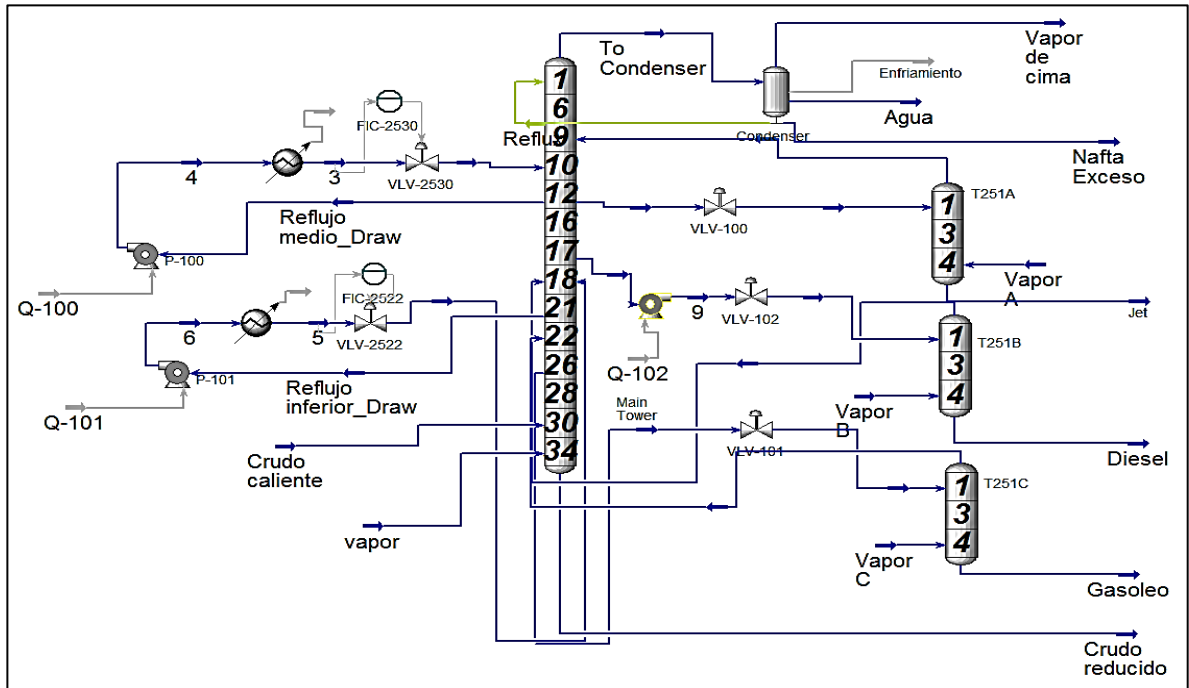 To
Condenser
Vapor
de
cima
Enfriamiento
Agua
Condenser
Nafta
Exceso
1
6
9
10
12
16
17
18
21
22
26
28
30
34
Reflux
FIC-2530
4
3
VLV-2530
Reflujo
medio_Draw
P-100
Q-100
FIC-2522
6
5
VLV-2522
P-101
Reflujo
inferior_Draw
Q-101
Crudo
caliente
vapor
VLV-100
T251A
1
3
4
Vapor
A
Jet
9
VLV-102
Q-102
T251B
1
3
4
Vapor
B
Diesel
Main
Tower
VLV-101
T251C
1
3
4
Vapor
C
Gasoleo
Crudo
reducido